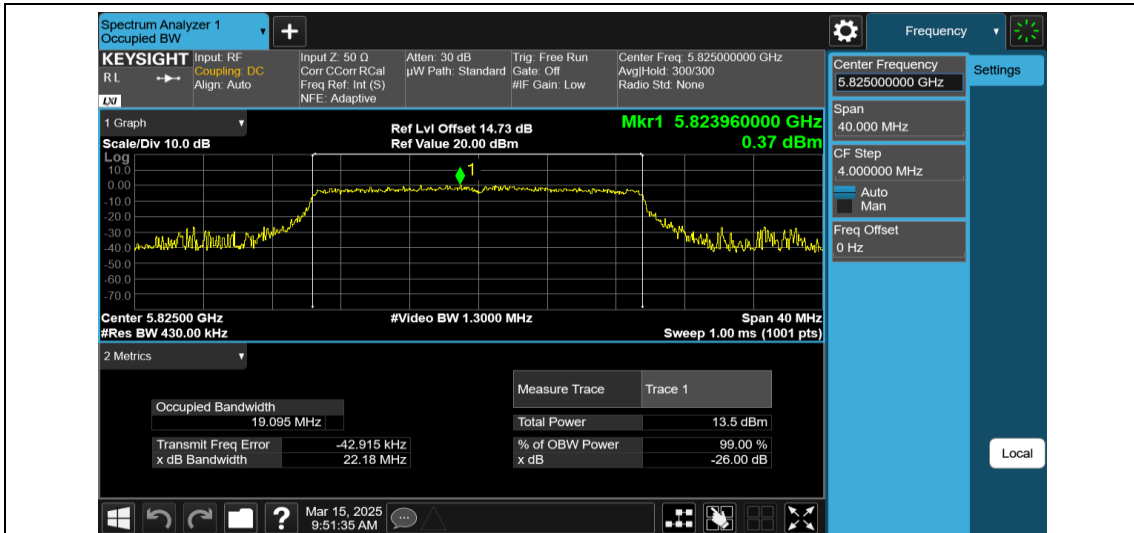 Spectrum Analyzer 1
Occupied BW
+
Frequency
KEYSIGHT
R L
LXI
Input: RF
Coupling: DC
Align: Auto
Input Z: 50 Ω
Corr CCorr RCal
Freq Ref: Int (S)
NFE: Adaptive
Atten: 30 dB
µW Path: Standard
Trig: Free Run
Gate: Off
#IF Gain: Low
Center Freq: 5.825000000 GHz
Avg|Hold: 300/300
Radio Std: None
Center Frequency
5.825000000 GHz
Settings
Span
40.000 MHz
CF Step
4.000000 MHz
Auto
Man
Freq Offset
0 Hz
Local
1 Graph
Scale/Div 10.0 dB
Ref Lvl Offset 14.73 dB
Ref Value 20.00 dBm
Mkr1 5.823960000 GHz
0.37 dBm
Log
10.0
0.00
-10.0
-20.0
-30.0
-40.0
-50.0
-60.0
-70.0
1
Center 5.82500 GHz
#Res BW 430.00 kHz
#Video BW 1.3000 MHz
Span 40 MHz
Sweep 1.00 ms (1001 pts)
2 Metrics
Measure Trace Trace 1
Occupied Bandwidth
19.095 MHz
Total Power 13.5 dBm
Transmit Freq Error -42.915 kHz
% of OBW Power 99.00 %
x dB Bandwidth 22.18 MHz
x dB -26.00 dB
?
Mar 15, 2025
9:51:35 AM